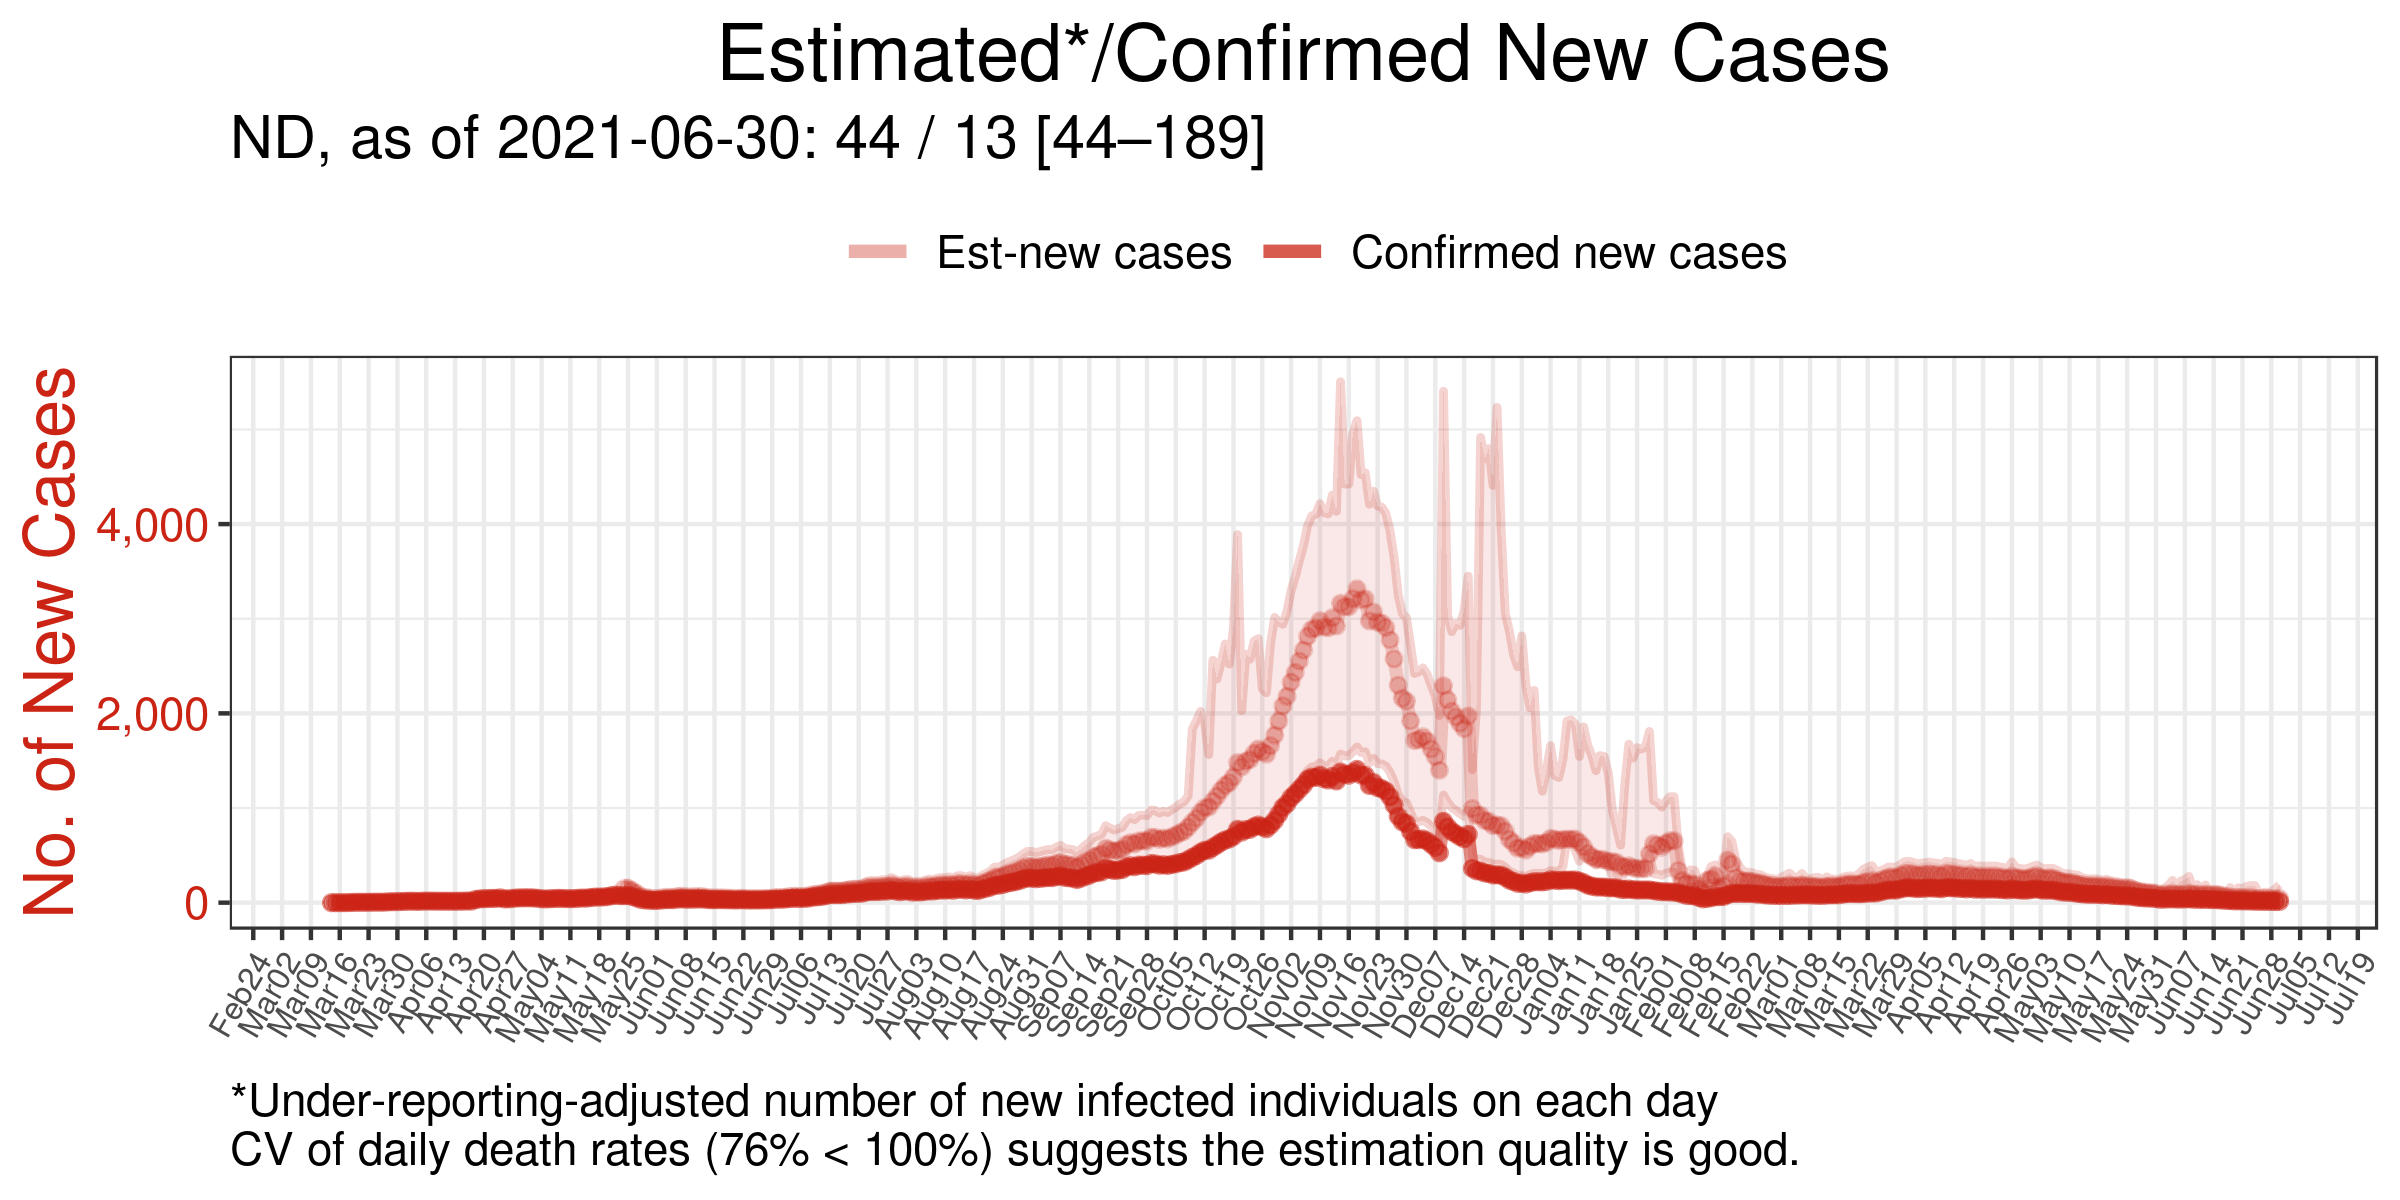 Estimated*/Confirmed New Cases
ND, as of 2021-06-30: 44 / 13 [44–189]
Est-new cases
Confirmed new cases
No. of New Cases
4,000
2,000
0
Feb24
Mar02
Mar09
Mar16
Mar23
Mar30
Apr06
Apr13
Apr20
Apr27
May04
May11
May18
May25
Jun01
Jun08
Jun15
Jun22
Jun29
Jul06
Jul13
Jul20
Jul27
Aug03
Aug10
Aug17
Aug24
Aug31
Sep07
Sep14
Sep21
Sep28
Oct05
Oct12
Oct19
Oct26
Nov02
Nov09
Nov16
Nov23
Nov30
Dec07
Dec14
Dec21
Dec28
Jan04
Jan11
Jan18
Jan25
Feb01
Feb08
Feb15
Feb22
Mar01
Mar08
Mar15
Mar22
Mar29
Apr05
Apr12
Apr19
Apr26
May03
May10
May17
May24
May31
Jun07
Jun14
Jun21
Jun28
Jul05
Jul12
Jul19
*Under-reporting-adjusted number of new infected individuals on each day
CV of daily death rates (76% < 100%) suggests the estimation quality is good.